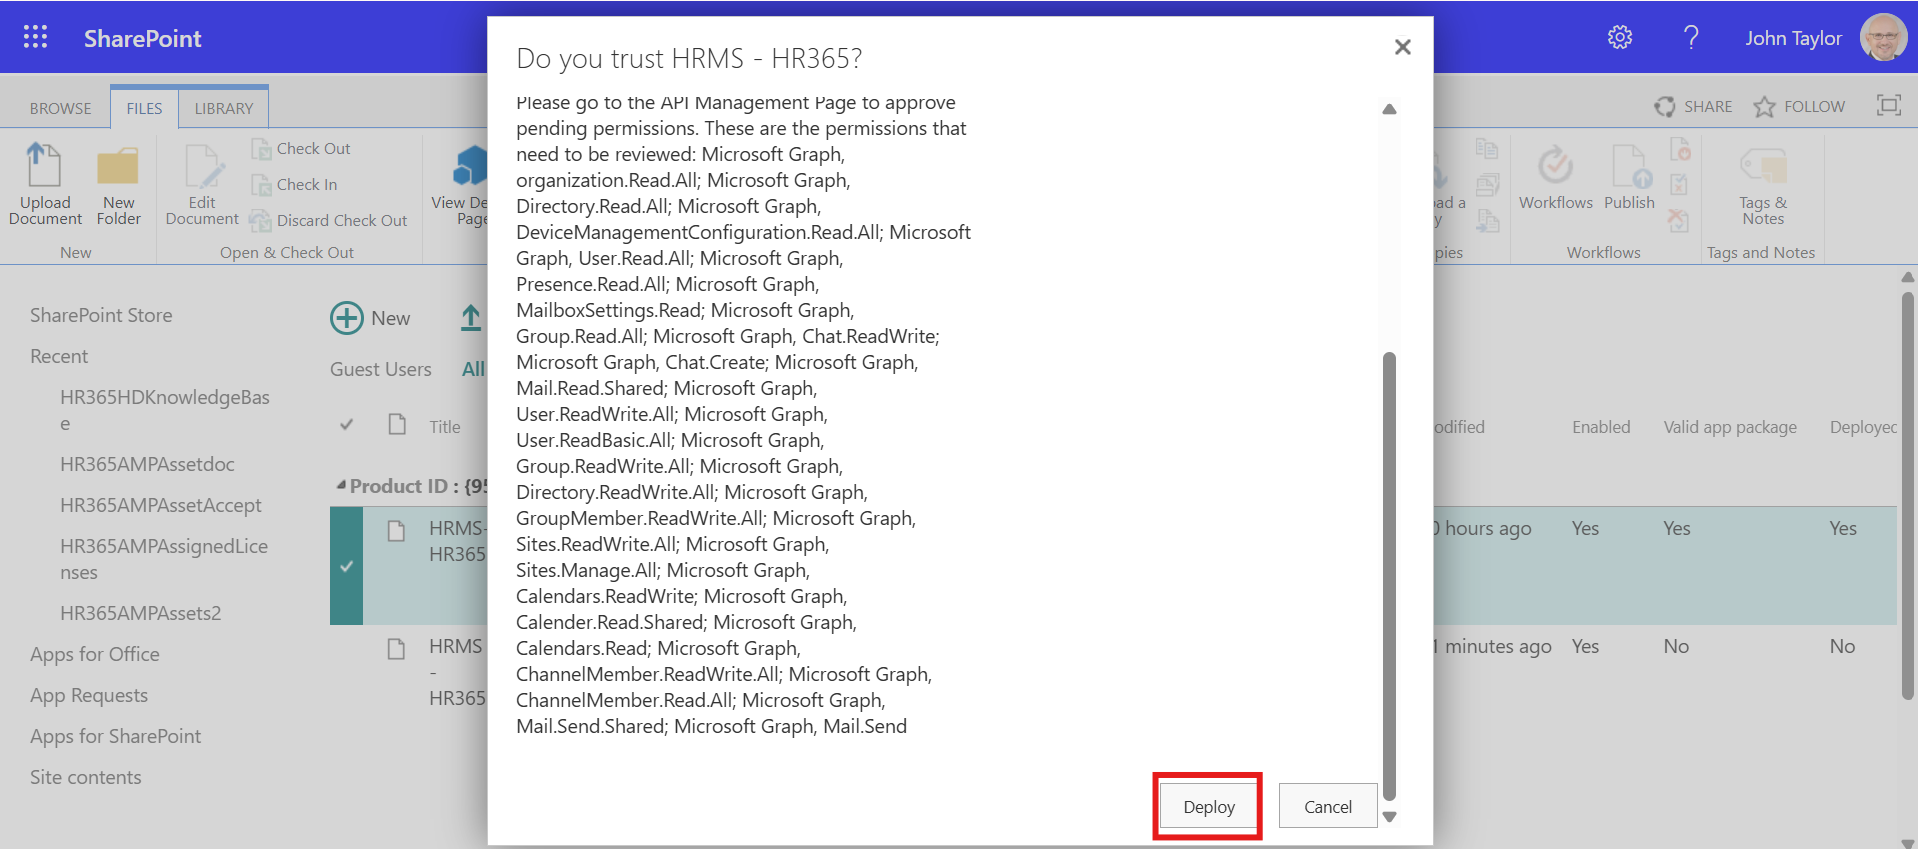 SharePoint
John Taylor
BROWSE
FILES
LIBRARY
SHARE
FOLLOW
Upload
Document
New
Folder
New
Edit
Document
Check Out
Check In
Discard Check Out
Open & Check Out
View De
Page
Do you trust HRMS - HR365?
Please go to the API Management Page to approve
pending permissions. These are the permissions that
need to be reviewed: Microsoft Graph,
organization.Read.All; Microsoft Graph,
Directory.Read.All; Microsoft Graph,
DeviceManagementConfiguration.Read.All; Microsoft
Graph, User.Read.All; Microsoft Graph,
Presence.Read.All; Microsoft Graph,
MailboxSettings.Read; Microsoft Graph,
Group.Read.All; Microsoft Graph, Chat.ReadWrite;
Microsoft Graph, Chat.Create; Microsoft Graph,
Mail.Read.Shared; Microsoft Graph,
User.ReadWrite.All; Microsoft Graph,
User.ReadBasic.All; Microsoft Graph,
Group.ReadWrite.All; Microsoft Graph,
Directory.ReadWrite.All; Microsoft Graph,
GroupMember.ReadWrite.All; Microsoft Graph,
Sites.ReadWrite.All; Microsoft Graph,
Sites.Manage.All; Microsoft Graph,
Calendars.ReadWrite; Microsoft Graph,
Calender.Read.Shared; Microsoft Graph,
Calendars.Read; Microsoft Graph,
ChannelMember.ReadWrite.All; Microsoft Graph,
ChannelMember.Read.All; Microsoft Graph,
Mail.Send.Shared; Microsoft Graph, Mail.Send
Deploy
Cancel
ad a
y
pies
Workflows
Publish
Workflows
Tags &
Notes
Tags and Notes
SharePoint Store
Recent
HR365HDKnowledgeBas
e
HR365AMPAssetdoc
HR365AMPAssetAccept
HR365AMPAssignedLice
nses
HR365AMPAssets2
Apps for Office
App Requests
Apps for SharePoint
Site contents
New
Guest Users
All
Title
odified
Enabled
Valid app package
Deployed
Product ID : {95
HRMS-
HR365
0 hours ago
Yes
Yes
Yes
HRMS
-
HR365
1 minutes ago
Yes
No
No